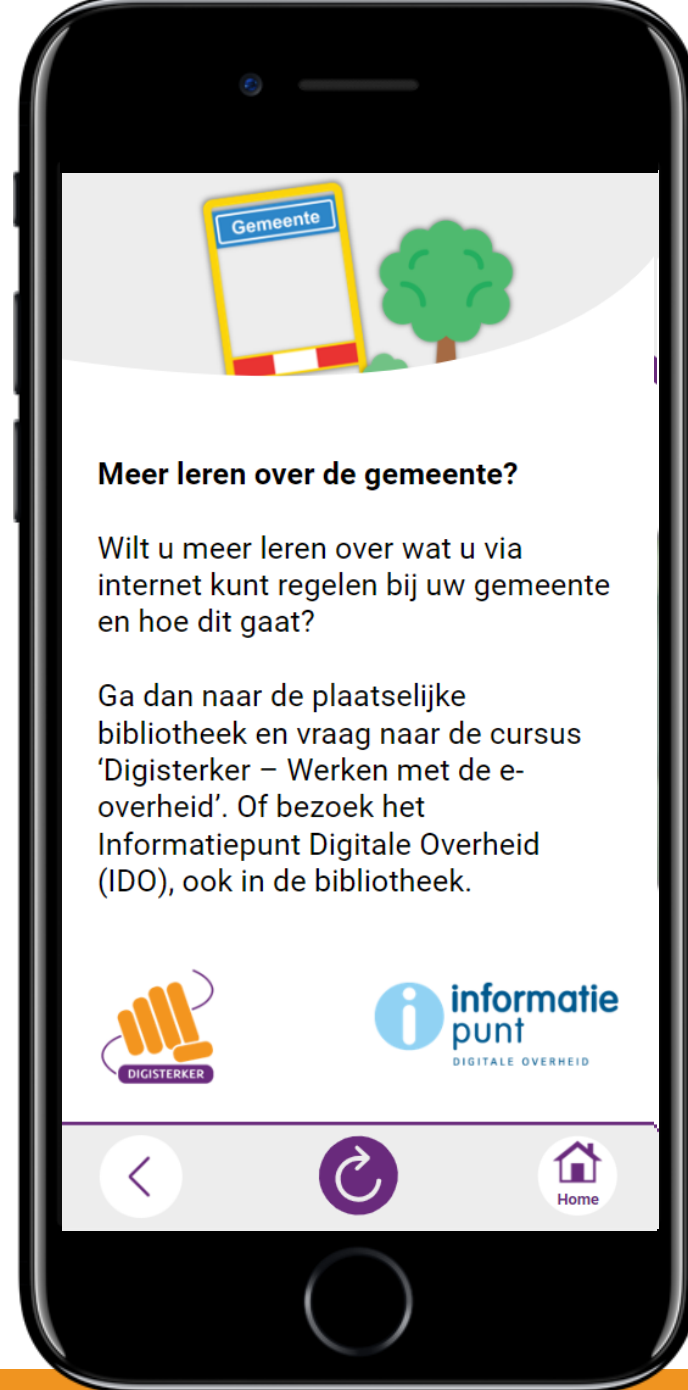 Gemeente
Meer leren over de gemeente?
Wilt u meer leren over wat u via
internet kunt regelen bij uw gemeente
en hoe dit gaat?
Ga dan naar de plaatselijke
bibliotheek en vraag naar de cursus
‘Digisterker – Werken met de e-
overheid’. Of bezoek het
Informatiepunt Digitale Overheid
(IDO), ook in de bibliotheek.
DIGISTERKER
i informatie
punt
DIGITALE OVERHEID
Home